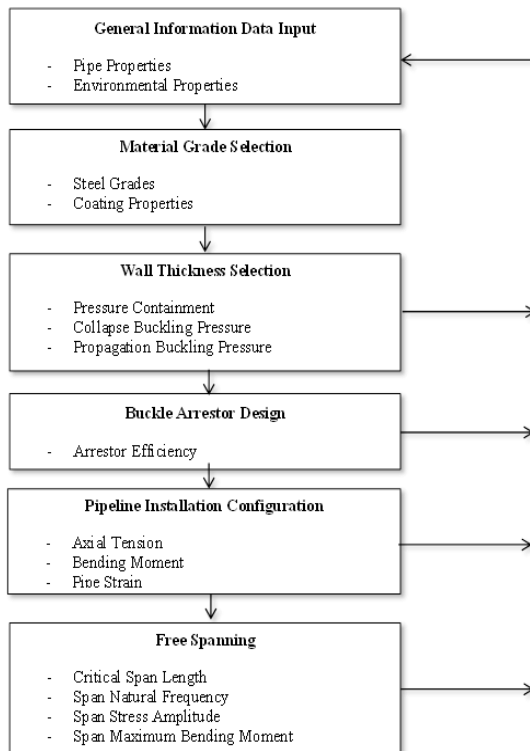 General Information Data Input
- Pipe Properties
- Environmental Properties
Material Grade Selection
- Steel Grades
- Coating Properties
Wall Thickness Selection
- Pressure Containment
- Collapse Buckling Pressure
- Propagation Buckling Pressure
Buckle Arrestor Design
- Arrestor Efficiency
Pipeline Installation Configuration
- Axial Tension
- Bending Moment
- Pipe Strain
Free Spanning
- Critical Span Length
- Span Natural Frequency
- Span Stress Amplitude
- Span Maximum Bending Moment